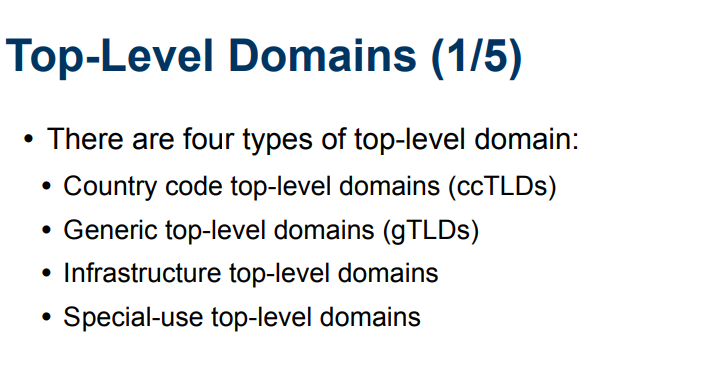 Top-Level Domains (1/5)
• There are four types of top-level domain:
• Country code top-level domains (ccTLDs)
• Generic top-level domains (gTLDs)
• Infrastructure top-level domains
• Special-use top-level domains